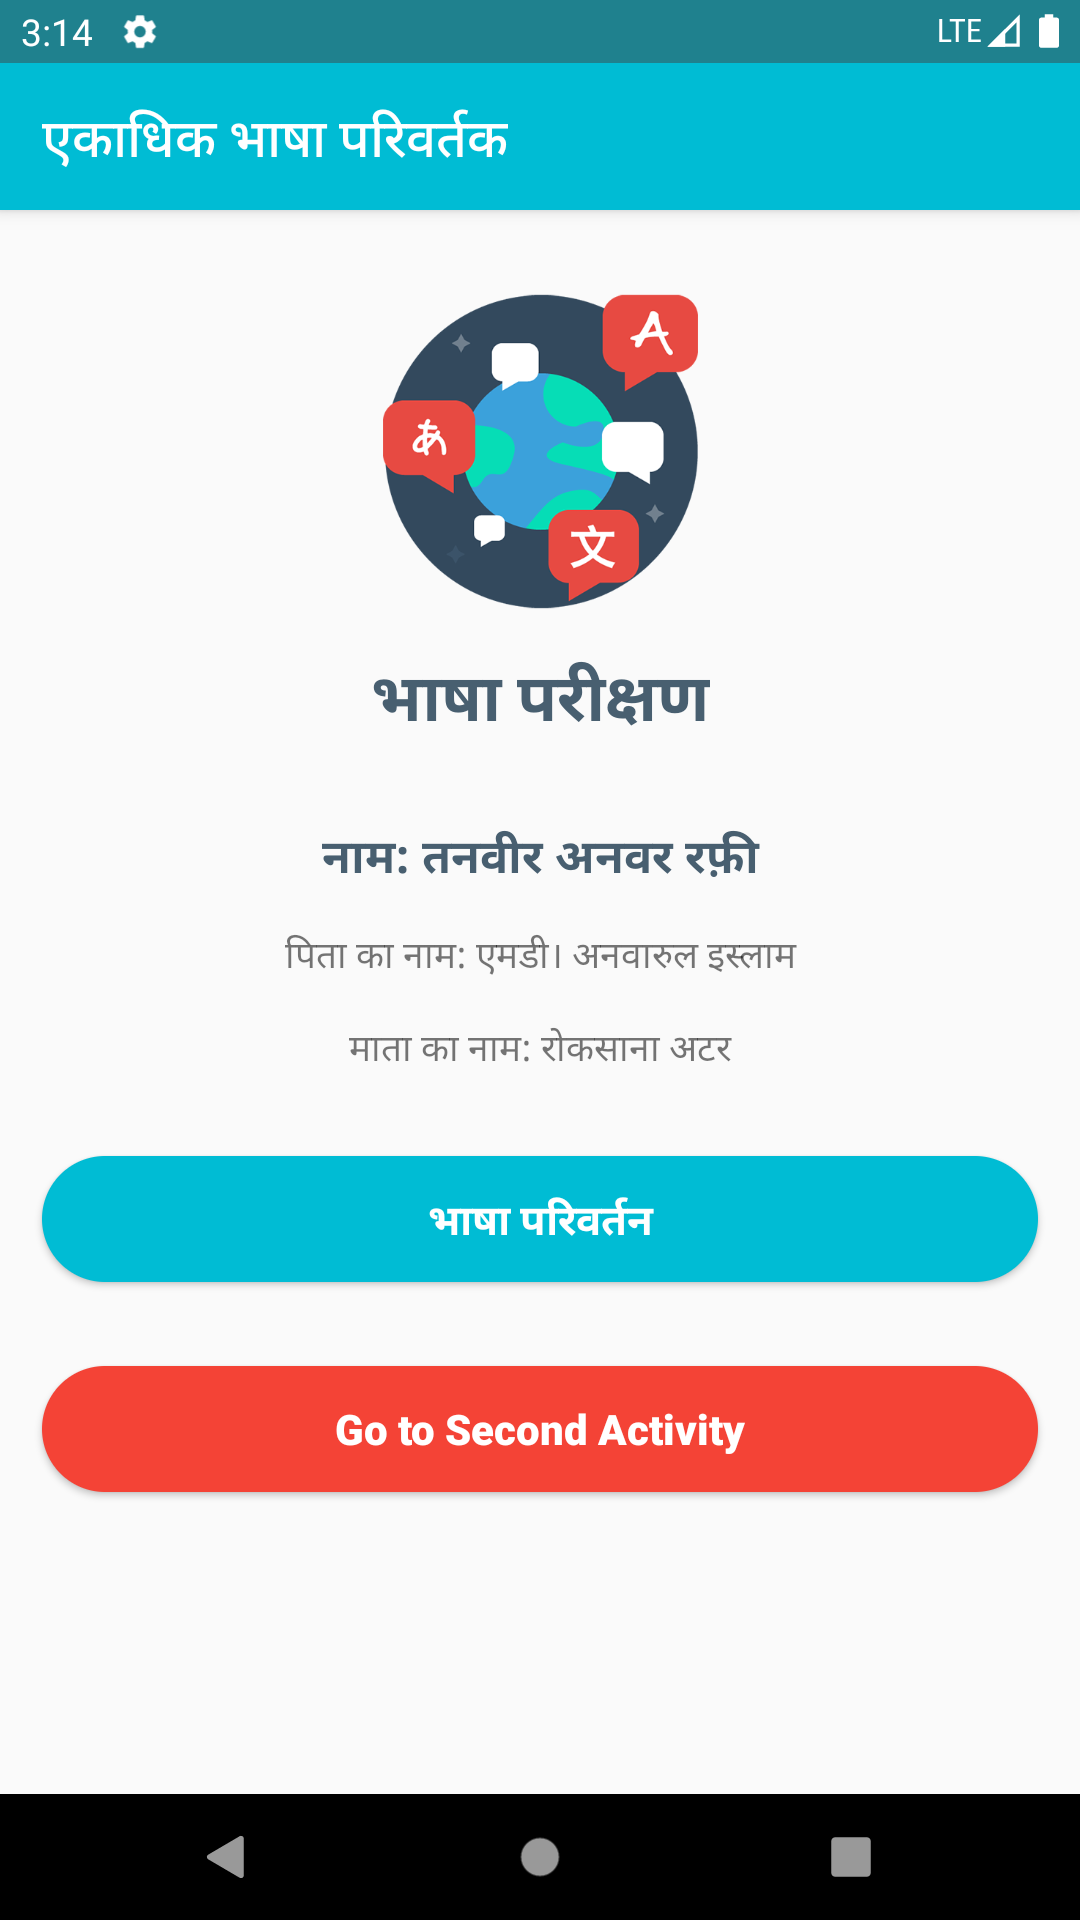 3:14 LTE
एकाधिक भाषा परिवर्तक
A
あ
文
भाषा परीक्षण
नाम: तनवीर अनवर रफ़ी
पिता का नाम: एमडी। अनवारुल इस्लाम
माता का नाम: रोकसाना अटर
भाषा परिवर्तन
Go to Second Activity